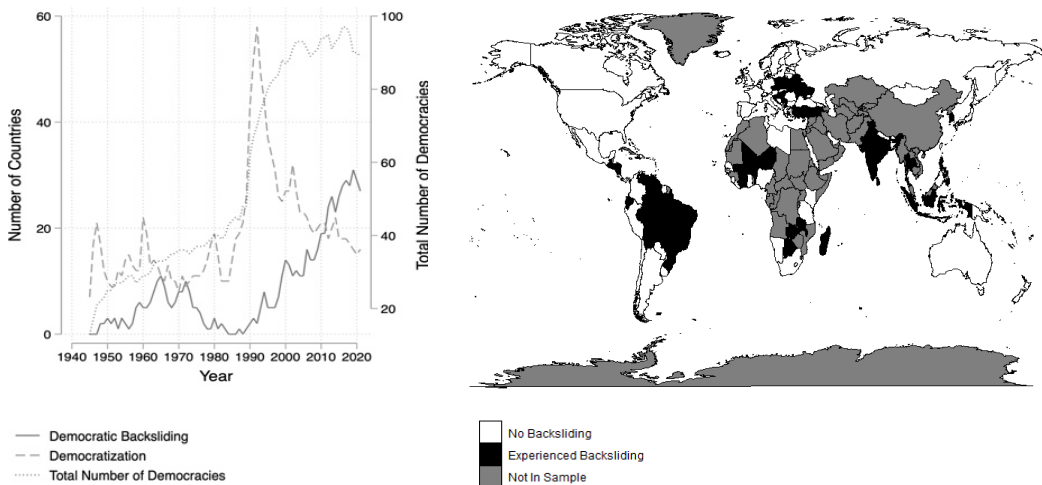 60
40
20
0
Number of Countries
100
80
60
40
20
Total Number of Democracies
1940 1950 1960 1970 1980 1990 2000 2010 2020
Year
Democratic Backsliding
Democratization
Total Number of Democracies
No Backsliding
Experienced Backsliding
Not In Sample